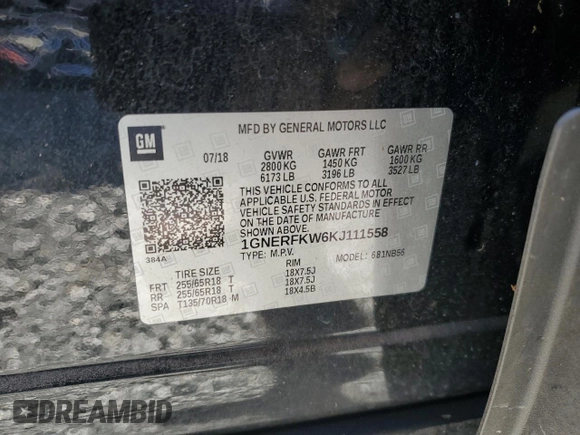 GM
MFD BY GENERAL MOTORS LLC
07/18 GVWR GAWR FRT GAWR RR
2800 KG 1450 KG 1600 KG
6173 LB 3196 LB 3527 LB
THIS VEHICLE CONFORMS TO ALL
APPLICABLE U.S. FEDERAL MOTOR
VEHICLE SAFETY STANDARDS IN EFFECT
ON THE DATE OF MANUFACTURE
SHOWN ABOVE.
1GNERFKW6KJ111558
TYPE: M.P.V. MODEL: 681NB56
384A
TIRE SIZE RIM
FRT 255/65R18 T 18X7.5J
RR 255/65R18 T 18X7.5J
SPA T135/70R18 M 18X4.5B
DREAMBID